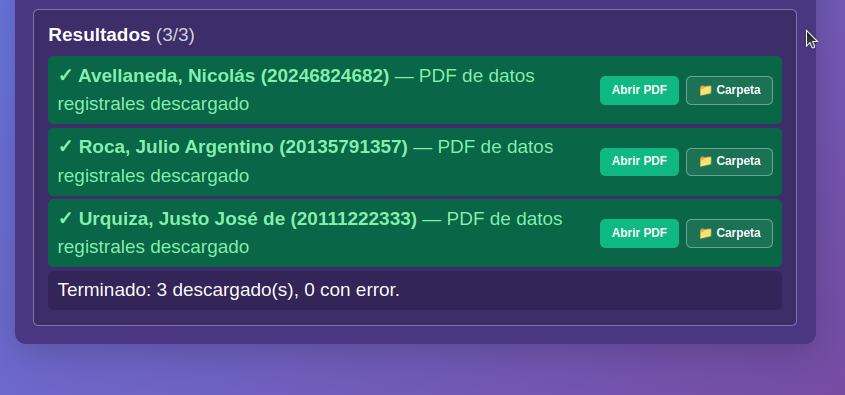 Resultados (3/3)
✓ Avellaneda, Nicolás (20246824682) — PDF de datos
registrales descargado
Abrir PDF
📁 Carpeta
✓ Roca, Julio Argentino (20135791357) — PDF de datos
registrales descargado
Abrir PDF
📁 Carpeta
✓ Urquiza, Justo José de (20111222333) — PDF de datos
registrales descargado
Abrir PDF
📁 Carpeta
Terminado: 3 descargado(s), 0 con error.